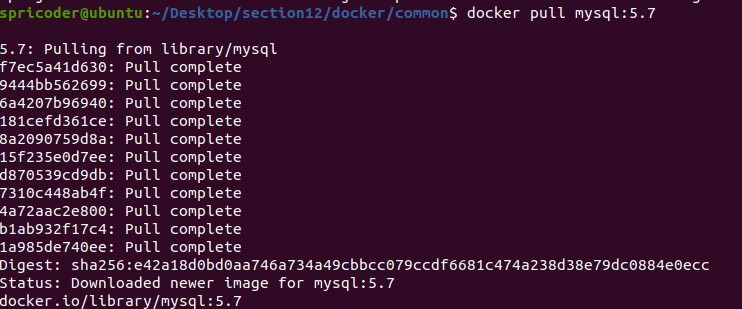 spricoder@ubuntu:~/Desktop/section12/docker/common$ docker pull mysql:5.7
5.7: Pulling from library/mysql
f7ec5a41d630: Pull complete
9444bb562699: Pull complete
6a4207b96940: Pull complete
181cefd361ce: Pull complete
8a2090759d8a: Pull complete
15f235e0d7ee: Pull complete
d870539cd9db: Pull complete
7310c448ab4f: Pull complete
4a72aac2e800: Pull complete
b1ab932f17c4: Pull complete
1a985de740ee: Pull complete
Digest: sha256:e42a18d0bd0aa746a734a49cbbcc079ccdf6681c474a238d38e79dc0884e0ecc
Status: Downloaded newer image for mysql:5.7
docker.io/library/mysql:5.7